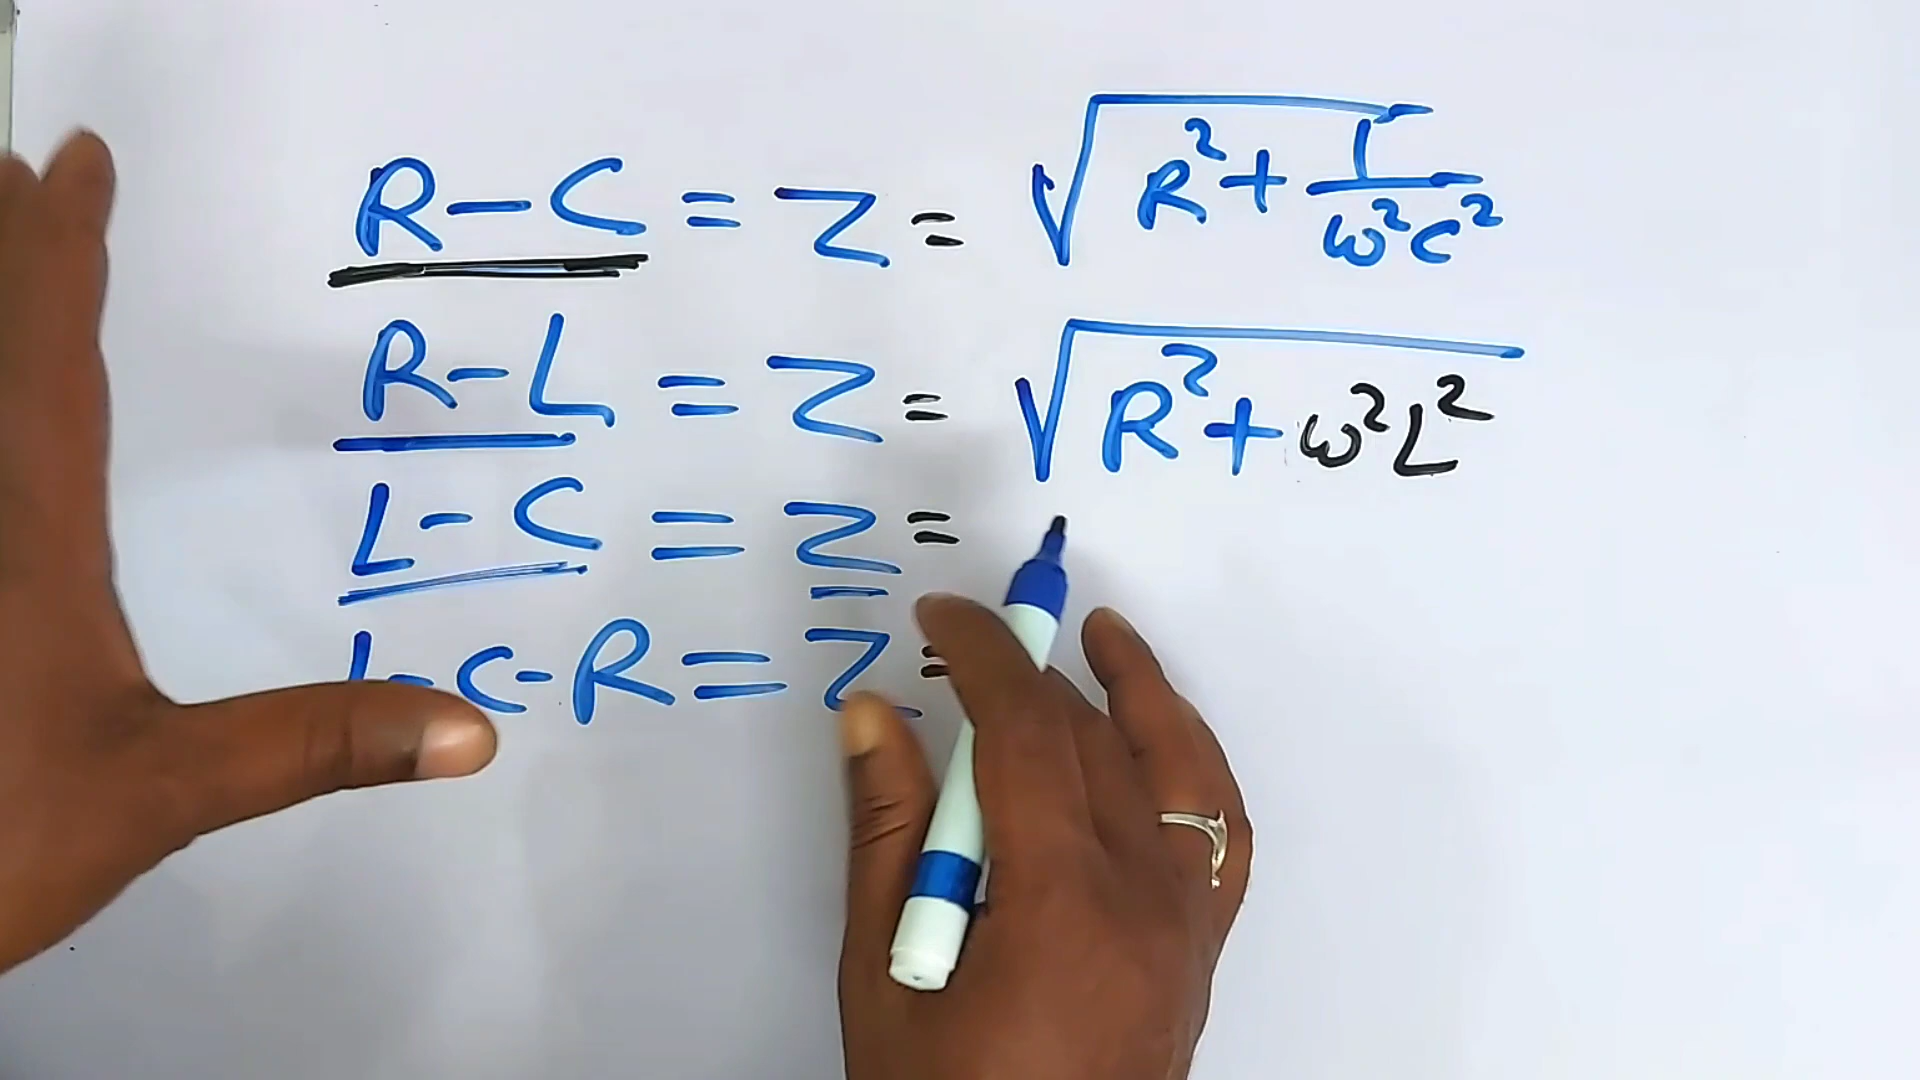 R-C = Z = √(R² + 1/ω²C²)
R-L = Z = √(R² + ω²L²)
L-C = Z =
L-C-R = Z =